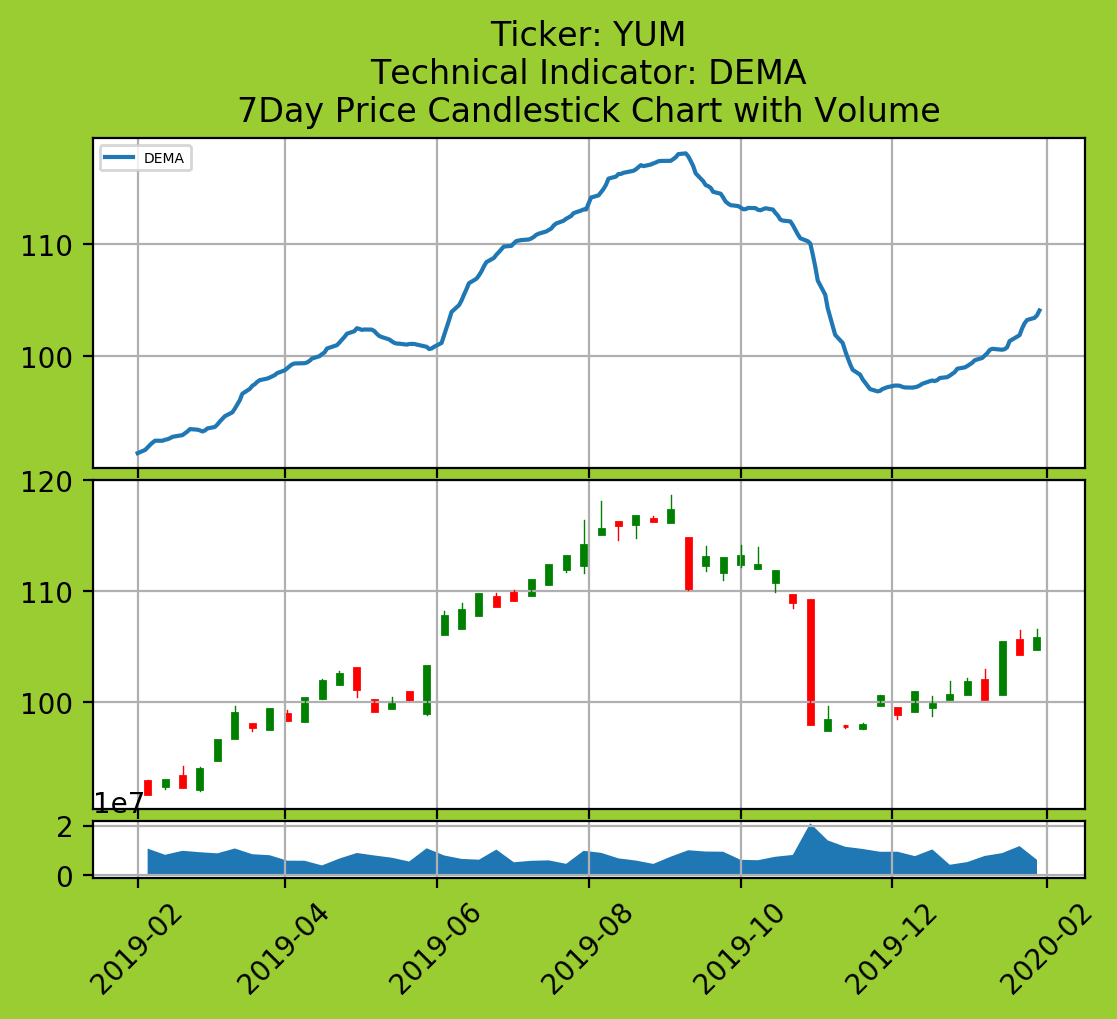 Ticker: YUM
Technical Indicator: DEMA
7Day Price Candlestick Chart with Volume
DEMA
110
100
120
110
100
1e7
2
0
2019-02
2019-04
2019-06
2019-08
2019-10
2019-12
2020-02